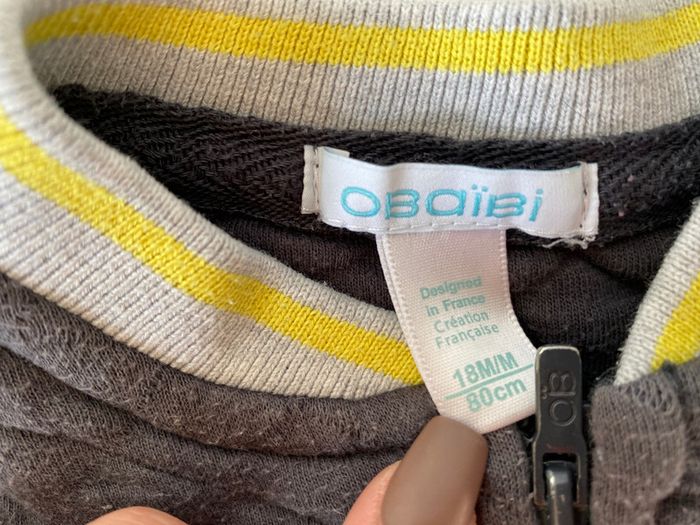 OBaïBi
Designed
in France
Création
Française
18M/M
80cm
OB